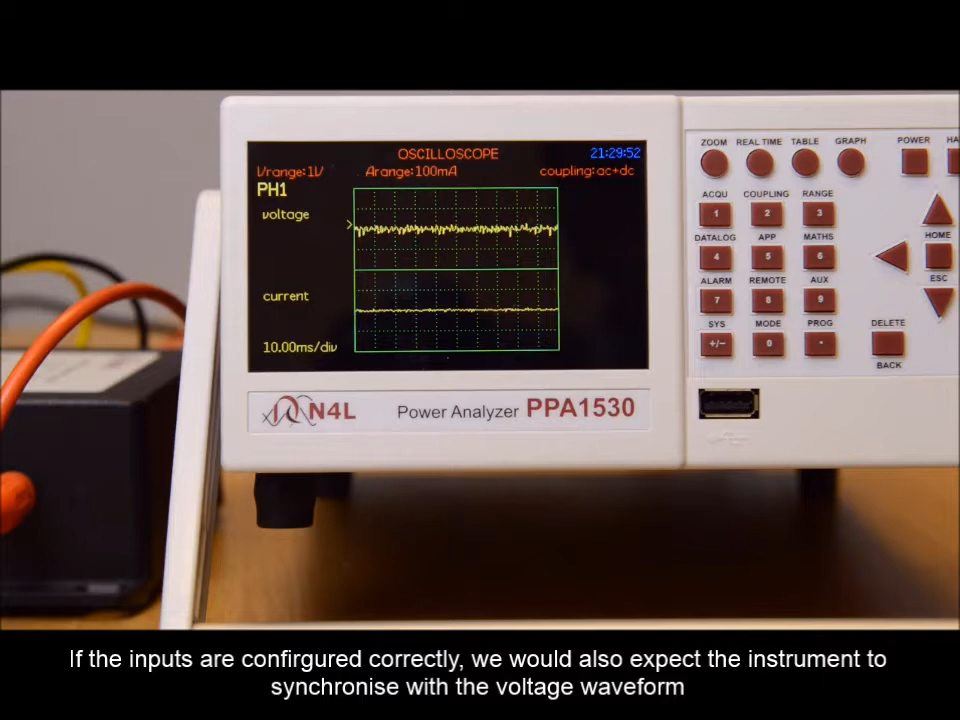 OSCILLOSCOPE
21:29:52
Vrange:1V
Arange:100mA
coupling:ac+dc
PH1
voltage
current
10.00ms/div
N4L
Power Analyzer PPA1530
ZOOM
REAL TIME
TABLE
GRAPH
POWER
HA
ACQU
COUPLING
RANGE
1
2
3
DATALOG
APP
MATHS
HOME
4
5
6
ALARM
REMOTE
AUX
ESC
7
8
9
SYS
MODE
PROG
DELETE
+/-
0
.
BACK
If the inputs are confirgured correctly, we would also expect the instrument to
synchronise with the voltage waveform